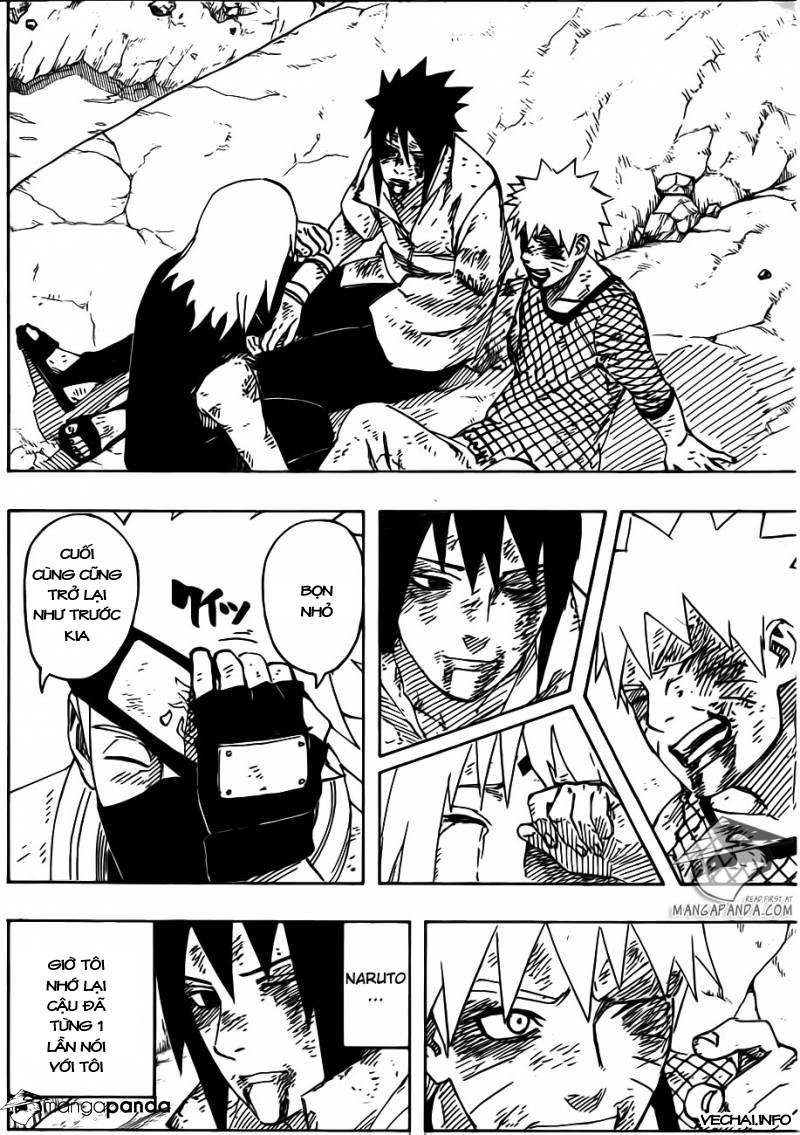 BỌN
NHỎ
CUỐI
CÙNG CŨNG
TRỞ LẠI
NHƯ TRƯỚC
KIA
クイッ
READ FIRST AT
MANGAPANDA.COM
NARUTO
...
GIỜ TÔI
NHỚ LẠI
CẬU ĐÃ
TỪNG 1
LẦN NÓI
VỚI TÔI
mangapanda
VECHAI.INFO